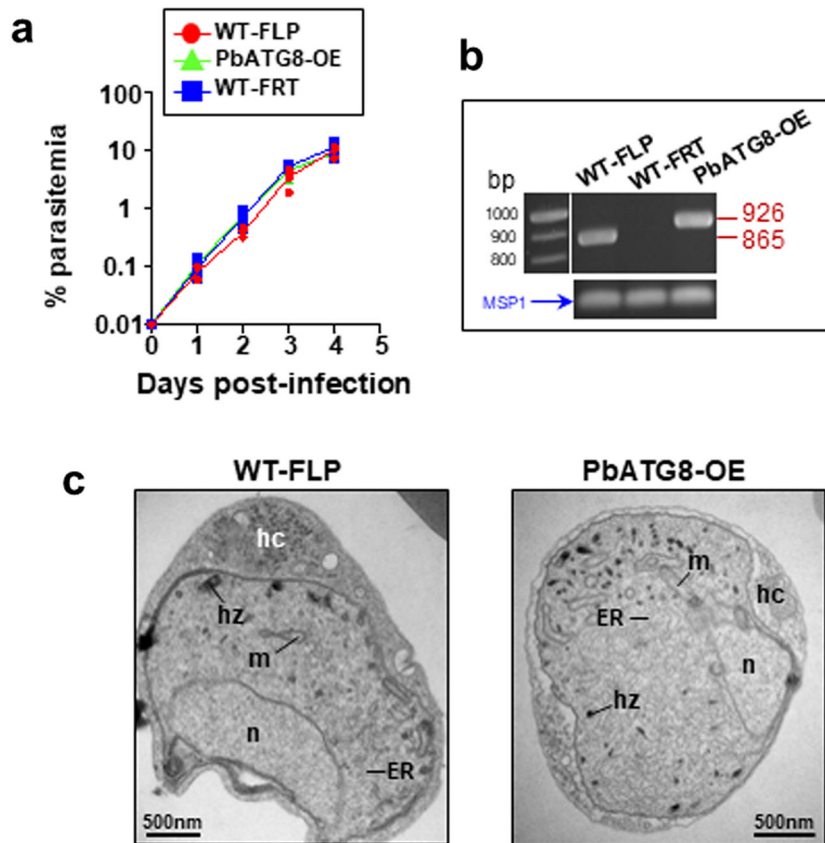 a
WT-FLP
PbATG8-OE
WT-FRT
% parasitemia
100
10
1
0.1
0.01
0 1 2 3 4 5
Days post-infection
b
bp
WT-FLP
WT-FRT
PbATG8-OE
1000
900
800
926
865
MSP1
c
WT-FLP
hc
hz
m
n
ER
500nm
PbATG8-OE
m
hc
ER
n
hz
500nm